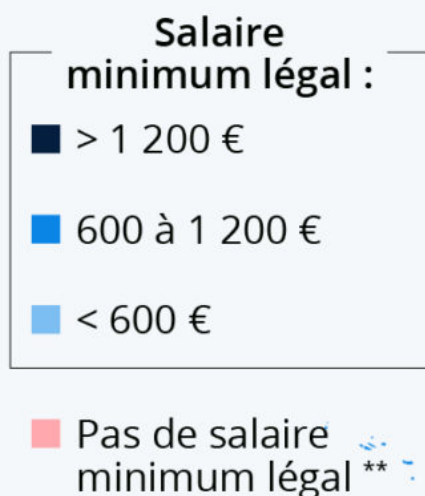 Salaire
minimum légal :
> 1 200 €
600 à 1 200 €
< 600 €
Pas de salaire
minimum légal **